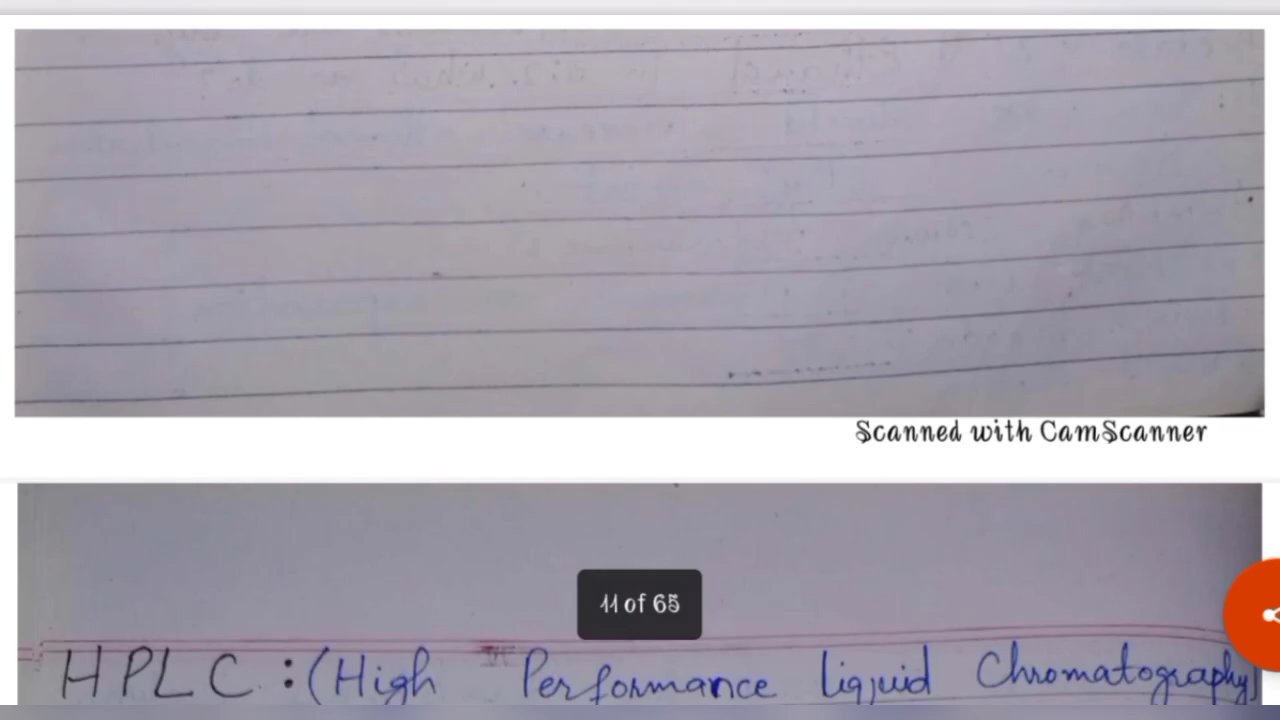 Scanned with CamScanner
11 of 65
HPLC : (High Performance liquid Chromatography)